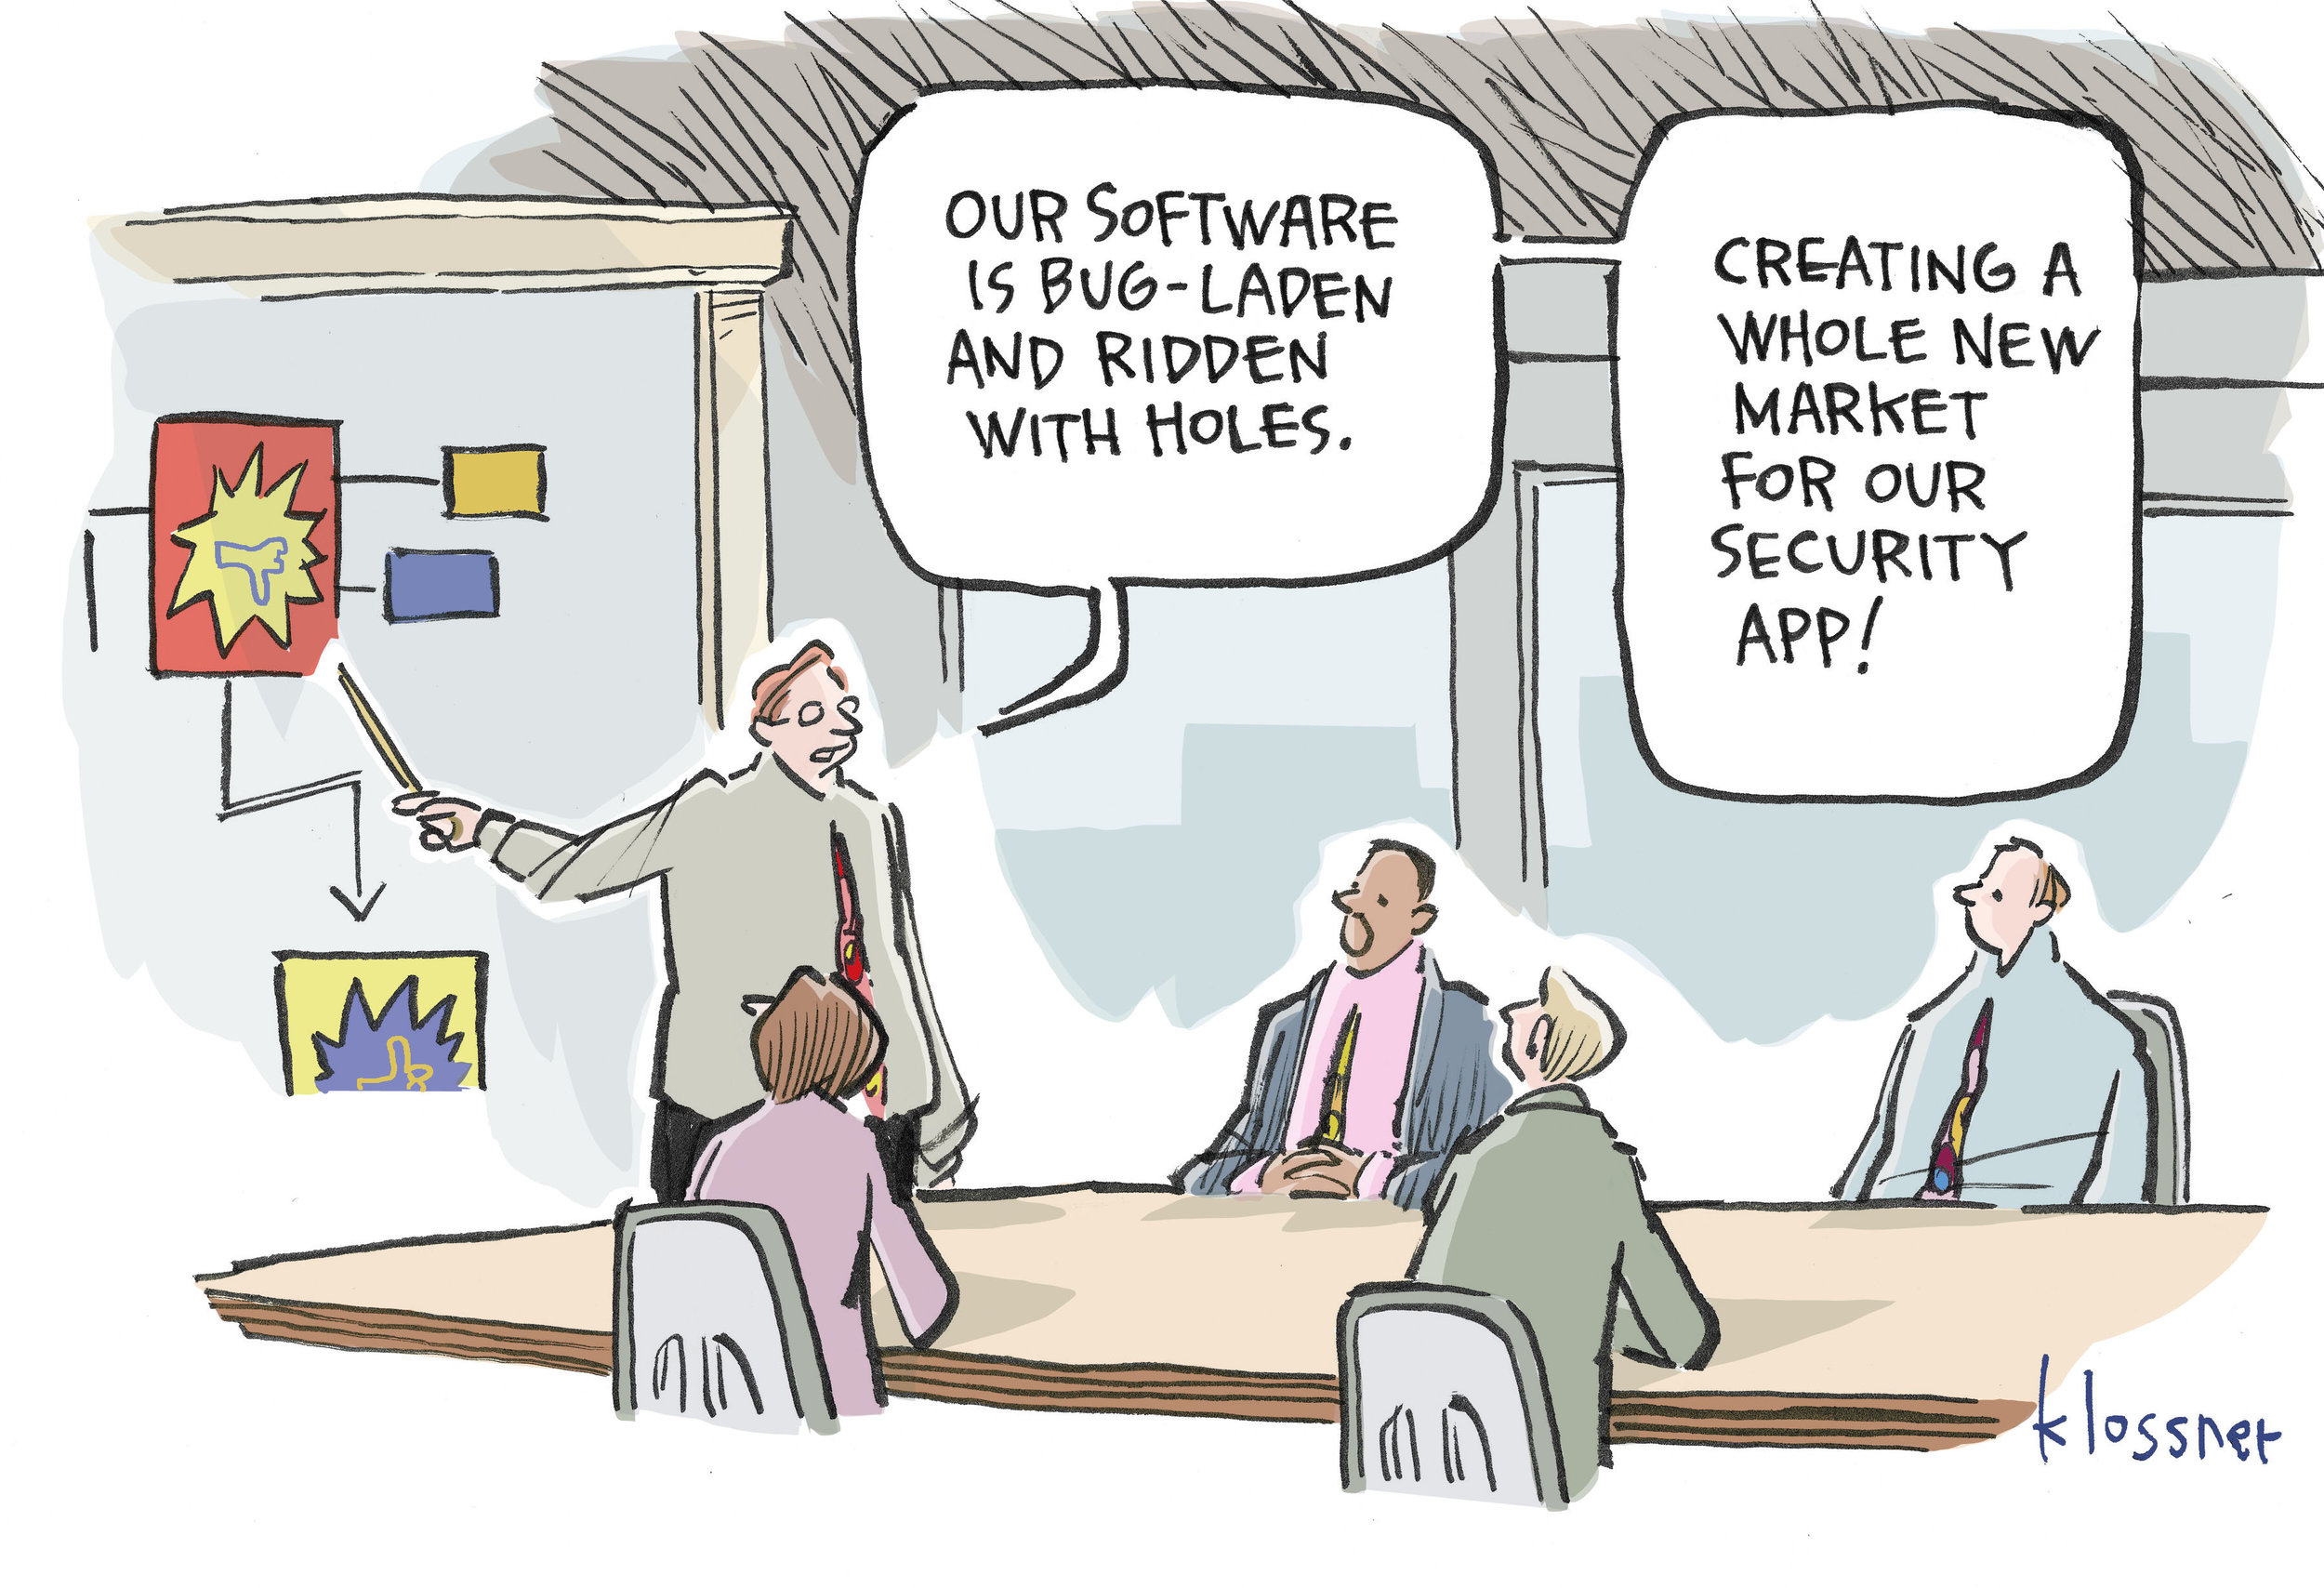 OUR SOFTWARE
IS BUG-LADEN
AND RIDDEN
WITH HOLES.
CREATING A
WHOLE NEW
MARKET
FOR OUR
SECURITY
APP!
klossner